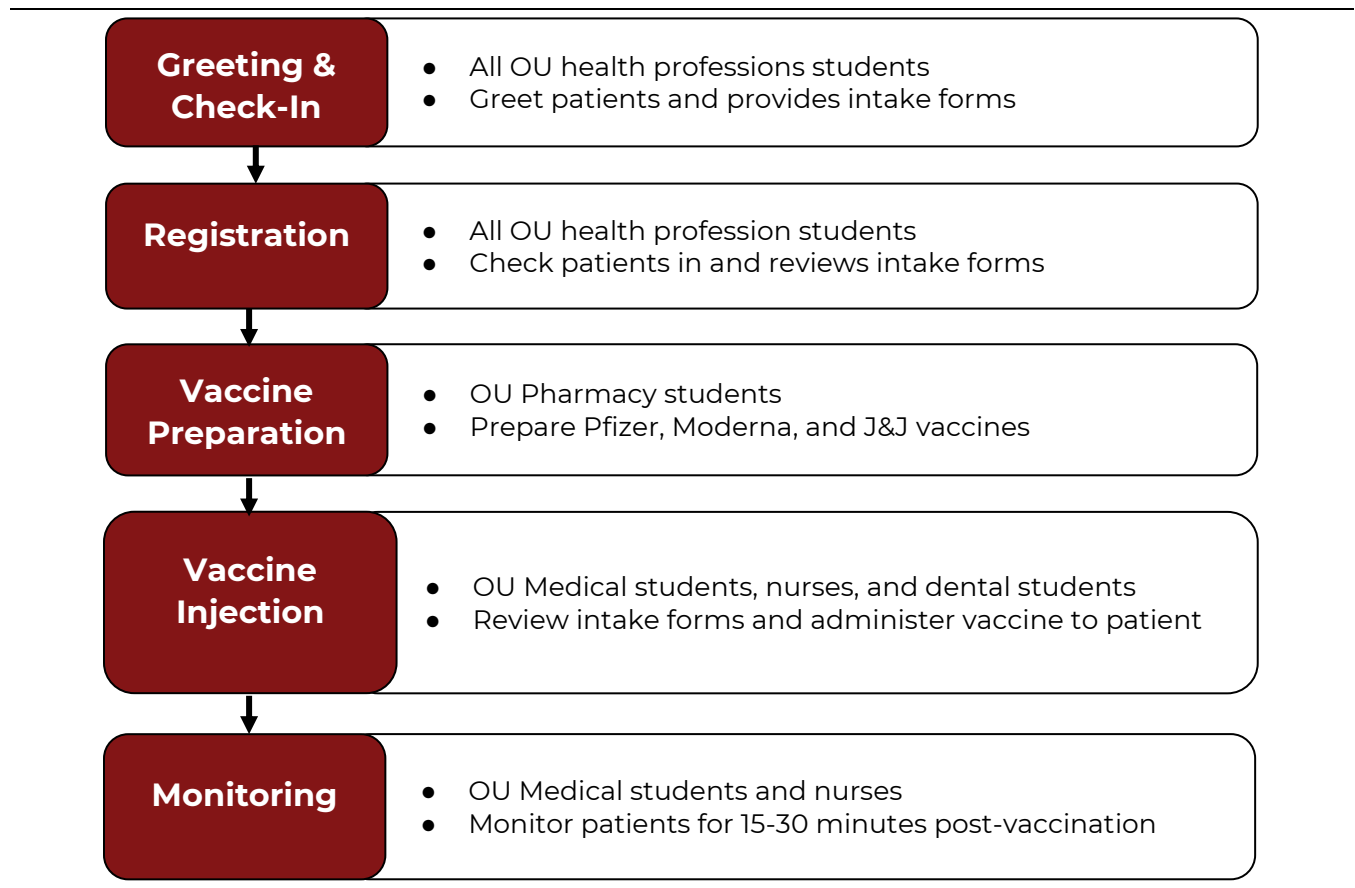 Greeting &
Check-In
● All OU health professions students
● Greet patients and provides intake forms
Registration
● All OU health profession students
● Check patients in and reviews intake forms
Vaccine
Preparation
● OU Pharmacy students
● Prepare Pfizer, Moderna, and J&J vaccines
Vaccine
Injection
● OU Medical students, nurses, and dental students
● Review intake forms and administer vaccine to patient
Monitoring
● OU Medical students and nurses
● Monitor patients for 15-30 minutes post-vaccination